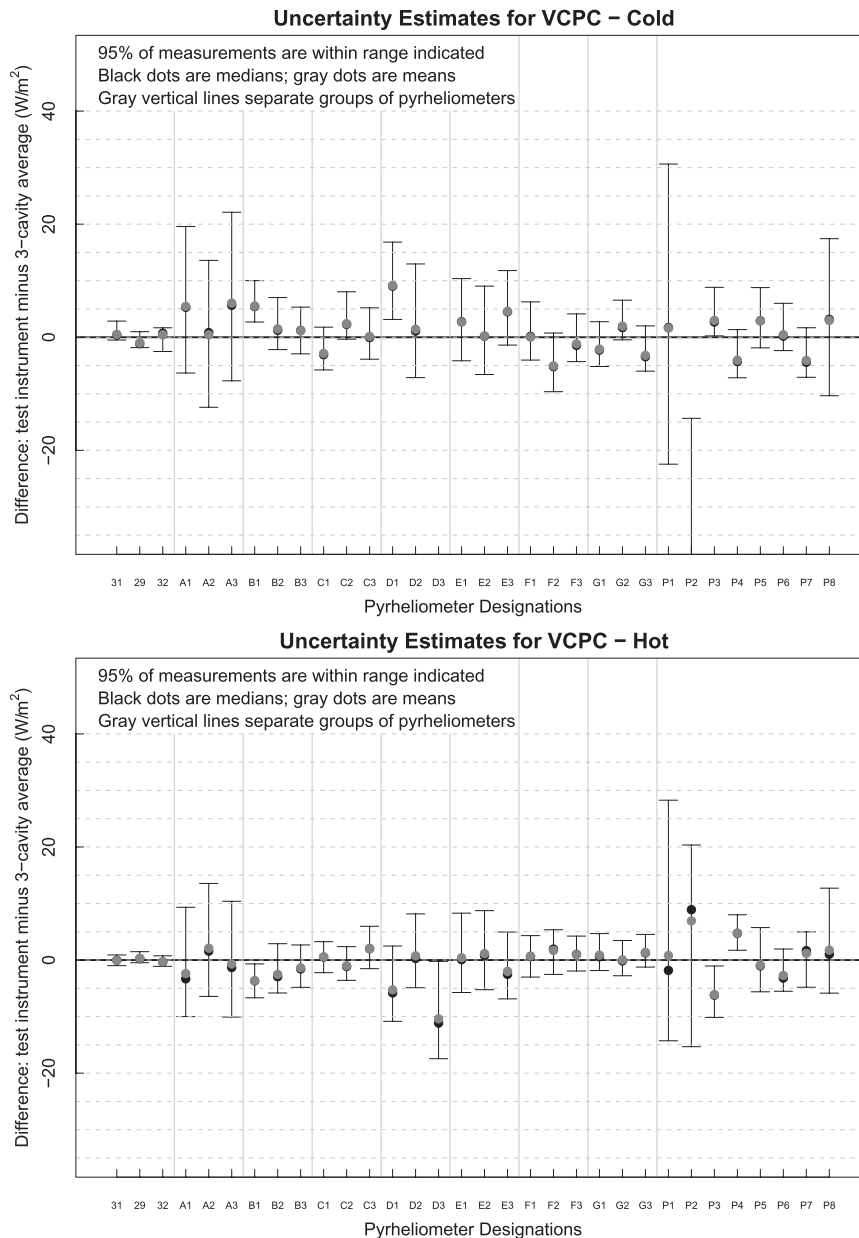 Uncertainty Estimates for VCPC − Cold
95% of measurements are within range indicated
Black dots are medians; gray dots are means
Gray vertical lines separate groups of pyrheliometers
Difference: test instrument minus 3−cavity average (W/m²)
40
20
0
−20
31 29 32 A1 A2 A3 B1 B2 B3 C1 C2 C3 D1 D2 E1 E2 E3 F1 F2 F3 G1 G2 G3 P1 P2 P3 P4 P5 P6 P7 P8
Pyrheliometer Designations
Uncertainty Estimates for VCPC − Hot
95% of measurements are within range indicated
Black dots are medians; gray dots are means
Gray vertical lines separate groups of pyrheliometers
Difference: test instrument minus 3−cavity average (W/m²)
40
20
0
−20
31 29 32 A1 A2 A3 B1 B2 B3 C1 C2 C3 D1 D2 D3 E1 E2 E3 F1 F2 F3 G1 G2 G3 P1 P2 P3 P4 P5 P6 P7 P8
Pyrheliometer Designations